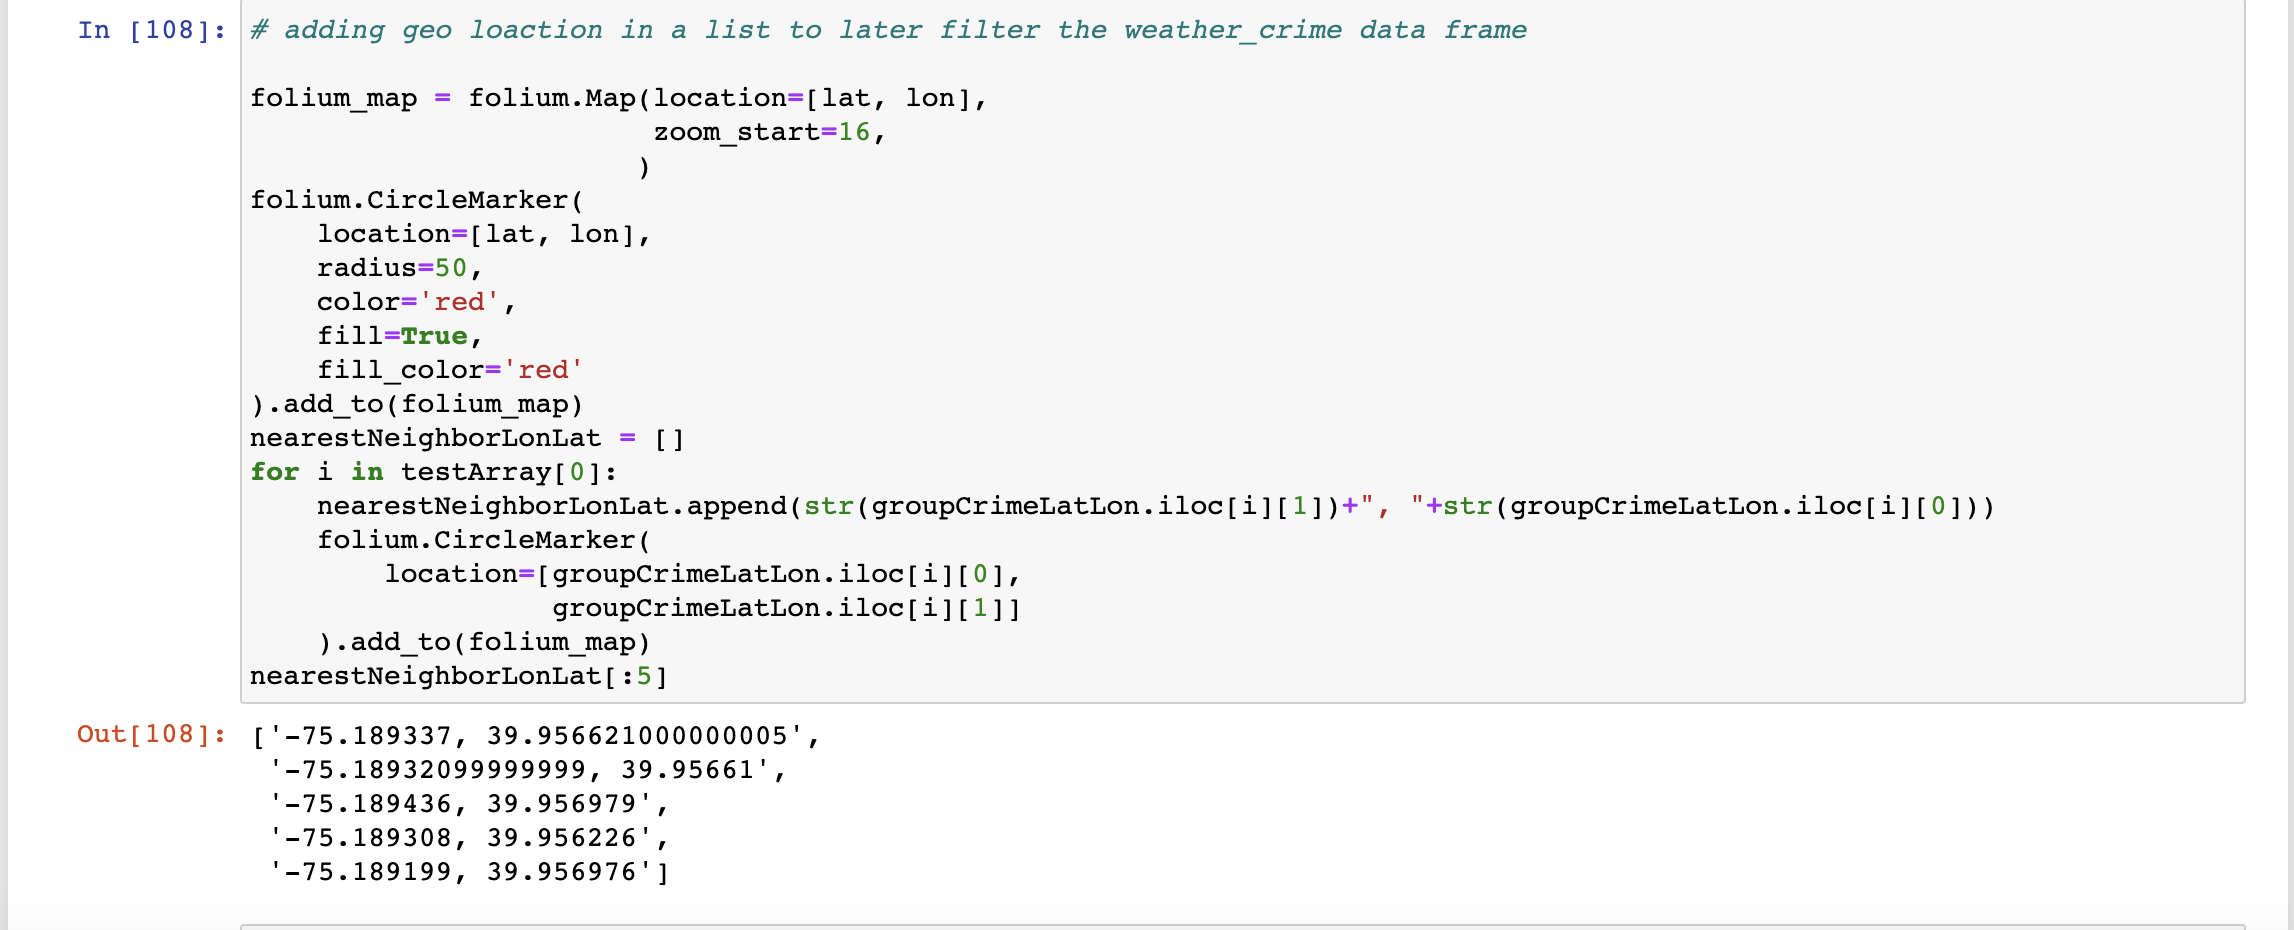 In [108]: # adding geo loaction in a list to later filter the weather_crime data frame

folium_map = folium.Map(location=[lat, lon],
                        zoom_start=16,
                       )
folium.CircleMarker(
    location=[lat, lon],
    radius=50,
    color='red',
    fill=True,
    fill_color='red'
).add_to(folium_map)
nearestNeighborLonLat = []
for i in testArray[0]:
    nearestNeighborLonLat.append(str(groupCrimeLatLon.iloc[i][1])+", "+str(groupCrimeLatLon.iloc[i][0]))
    folium.CircleMarker(
        location=[groupCrimeLatLon.iloc[i][0],
                  groupCrimeLatLon.iloc[i][1]]
    ).add_to(folium_map)
nearestNeighborLonLat[:5]
Out[108]: ['-75.189337, 39.956621000000005',
 '-75.18932099999999, 39.95661',
 '-75.189436, 39.956979',
 '-75.189308, 39.956226',
 '-75.189199, 39.956976']